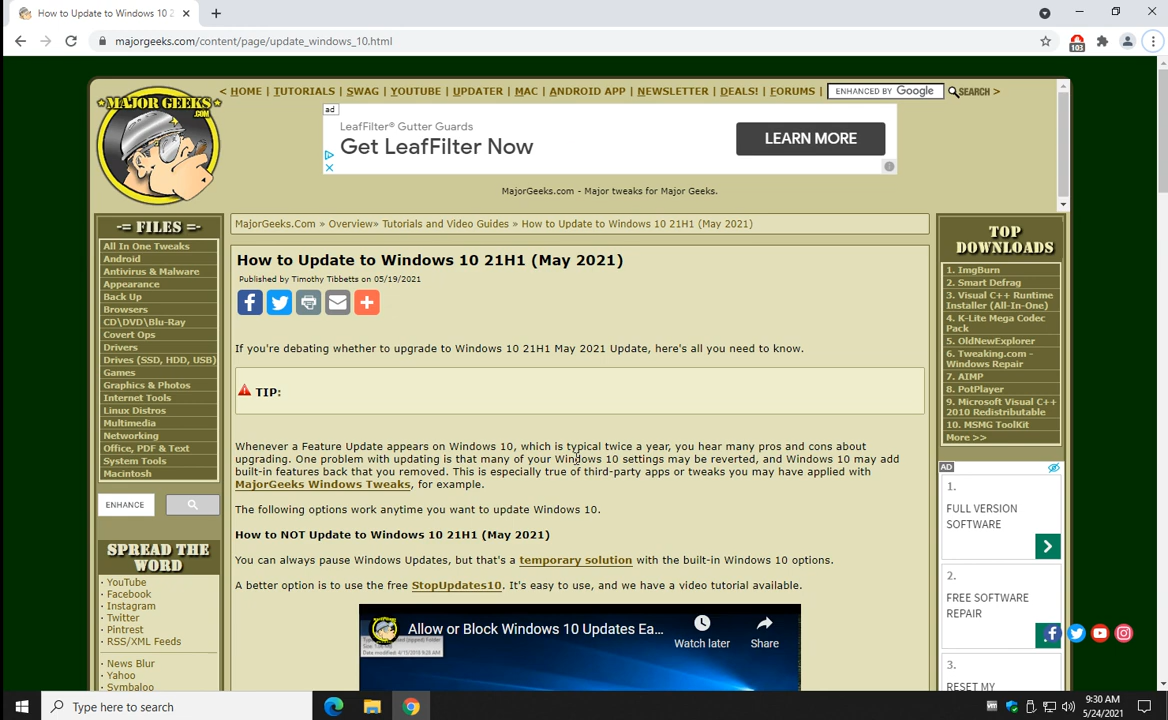 How to Update to Windows 10 2
majorgeeks.com/content/page/update_windows_10.html
103
MAJOR GEEKS
.COM
< HOME | TUTORIALS | SWAG | YOUTUBE | UPDATER | MAC | ANDROID APP | NEWSLETTER | DEALS! | FORUMS | ENHANCED BY Google SEARCH >
ad
LeafFilter® Gutter Guards
Get LeafFilter Now
LEARN MORE
MajorGeeks.com - Major tweaks for Major Geeks.
-= FILES =-
All In One Tweaks
Android
Antivirus & Malware
Appearance
Back Up
Browsers
CD\DVD\Blu-Ray
Covert Ops
Drivers
Drives (SSD, HDD, USB)
Games
Graphics & Photos
Internet Tools
Linux Distros
Multimedia
Networking
Office, PDF & Text
System Tools
Macintosh
ENHANCE
SPREAD THE
WORD
· YouTube
· Facebook
· Instagram
· Twitter
· Pintrest
· RSS/XML Feeds
· News Blur
· Yahoo
· Symbaloo
MajorGeeks.Com » Overview» Tutorials and Video Guides » How to Update to Windows 10 21H1 (May 2021)
How to Update to Windows 10 21H1 (May 2021)
Published by Timothy Tibbetts on 05/19/2021
If you're debating whether to upgrade to Windows 10 21H1 May 2021 Update, here's all you need to know.
TIP:
Whenever a Feature Update appears on Windows 10, which is typical twice a year, you hear many pros and cons about
upgrading. One problem with updating is that many of your Windows 10 settings may be reverted, and Windows 10 may add
built-in features back that you removed. This is especially true of third-party apps or tweaks you may have applied with
MajorGeeks Windows Tweaks, for example.
The following options work anytime you want to update Windows 10.
How to NOT Update to Windows 10 21H1 (May 2021)
You can always pause Windows Updates, but that's a temporary solution with the built-in Windows 10 options.
A better option is to use the free StopUpdates10. It's easy to use, and we have a video tutorial available.
Allow or Block Windows 10 Updates Ea...
Watch later
Share
TOP
DOWNLOADS
1. ImgBurn
2. Smart Defrag
3. Visual C++ Runtime
Installer (All-In-One)
4. K-Lite Mega Codec
Pack
5. OldNewExplorer
6. Tweaking.com -
Windows Repair
7. AIMP
8. PotPlayer
9. Microsoft Visual C++
2010 Redistributable
10. MSMG ToolKit
More >>
AD
1.
FULL VERSION
SOFTWARE
2.
FREE SOFTWARE
REPAIR
3.
RESET MY
Type here to search
9:30 AM
5/24/2021